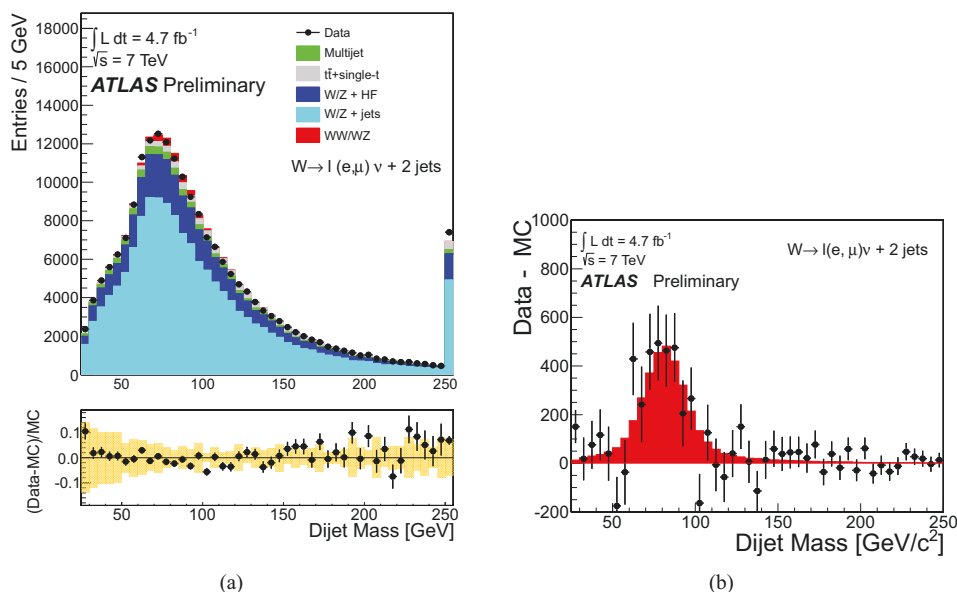 Entries / 5 GeV
18000
16000
14000
12000
10000
8000
6000
4000
2000
0
∫ L dt = 4.7 fb⁻¹
√s = 7 TeV
ATLAS Preliminary
Data
Multijet
tt̄+single-t
W/Z + HF
W/Z + jets
WW/WZ
W→ l (e,μ) ν + 2 jets
50 100 150 200 250
(Data-MC)/MC
0.1
0.0
-0.1
50 100 150 200 250
Dijet Mass [GeV]
(a)
Data - MC
1000
800
600
400
200
0
-200
∫ L dt = 4.7 fb⁻¹
√s = 7 TeV
ATLAS Preliminary
W→ l(e, μ)ν + 2 jets
50 100 150 200 250
Dijet Mass [GeV/c²]
(b)